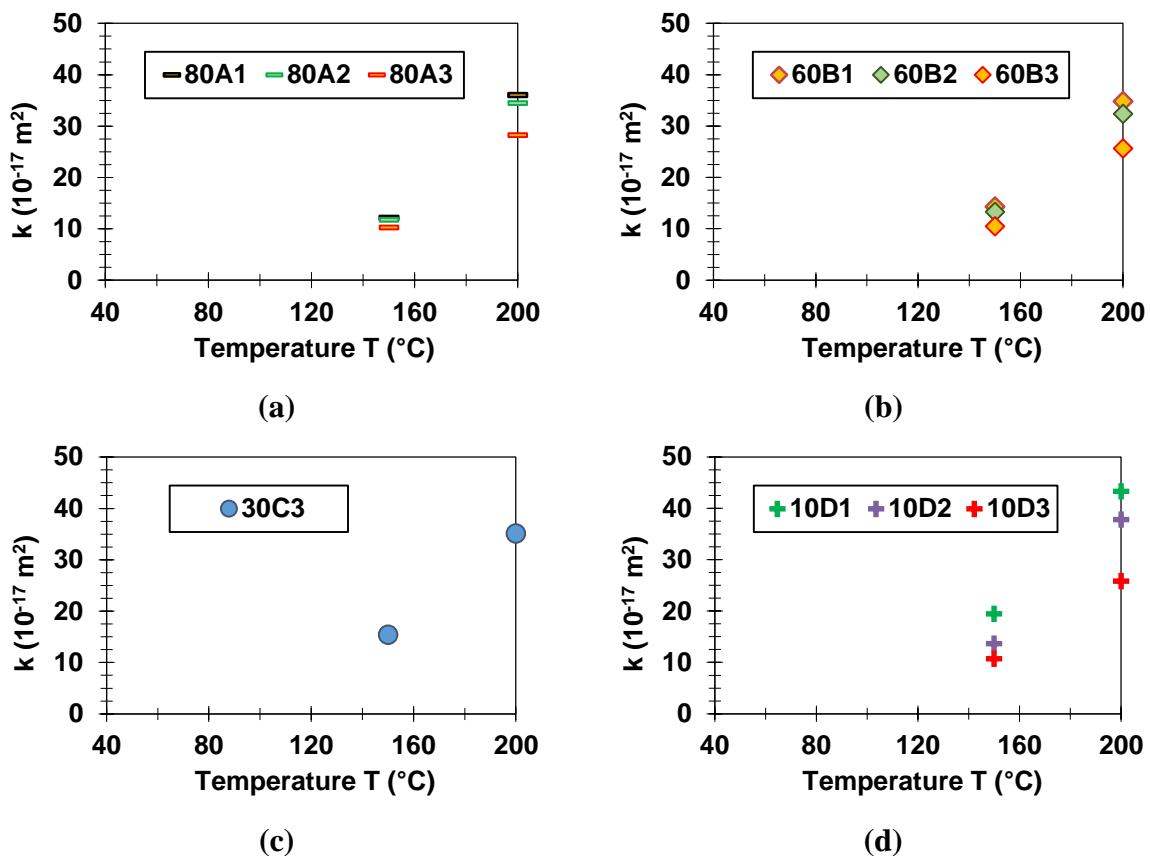 50
40
30
20
10
0
k (10⁻¹⁷ m²)
80A1 80A2 80A3
40 80 120 160 200
Temperature T (°C)
(a)
50
40
30
20
10
0
k (10⁻¹⁷ m²)
60B1 60B2 60B3
40 80 120 160 200
Temperature T (°C)
(b)
50
40
30
20
10
0
k (10⁻¹⁷ m²)
30C3
40 80 120 160 200
Temperature T (°C)
(c)
50
40
30
20
10
0
k (10⁻¹⁷ m²)
10D1 10D2 10D3
40 80 120 160 200
Temperature T (°C)
(d)